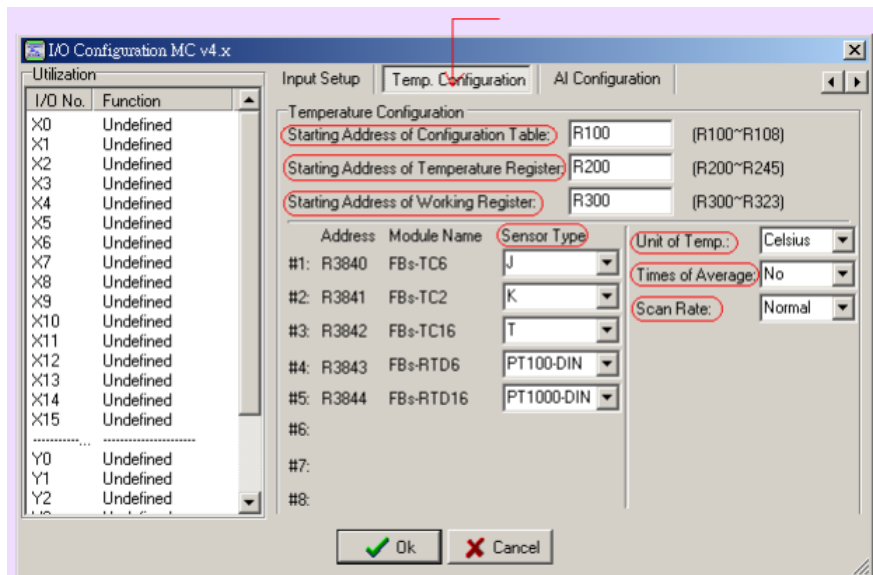 I/O Configuration MC v4.x
Utilization
I/O No. Function
X0 Undefined
X1 Undefined
X2 Undefined
X3 Undefined
X4 Undefined
X5 Undefined
X6 Undefined
X7 Undefined
X8 Undefined
X9 Undefined
X10 Undefined
X11 Undefined
X12 Undefined
X13 Undefined
X14 Undefined
X15 Undefined
Y0 Undefined
Y1 Undefined
Y2 Undefined
Input Setup Temp. Configuration AI Configuration
Temperature Configuration
Starting Address of Configuration Table: R100 (R100~R108)
Starting Address of Temperature Register: R200 (R200~R245)
Starting Address of Working Register: R300 (R300~R323)
Address Module Name Sensor Type
#1: R3840 FBs-TC6 J
#2: R3841 FBs-TC2 K
#3: R3842 FBs-TC16 T
#4: R3843 FBs-RTD6 PT100-DIN
#5: R3844 FBs-RTD16 PT1000-DIN
#6:
#7:
#8:
Unit of Temp.: Celsius
Times of Average: No
Scan Rate: Normal
Ok Cancel